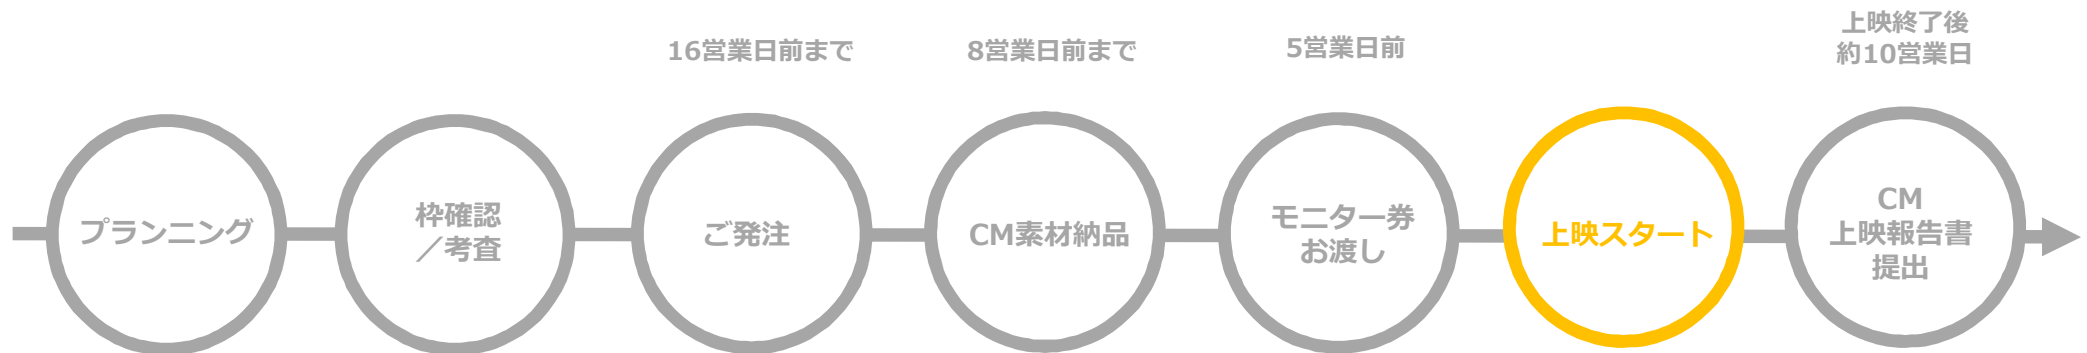 16営業日前まで
8営業日前まで
5営業日前
上映終了後
約10営業日
プランニング
枠確認
／考査
ご発注
CM素材納品
モニター券
お渡し
上映スタート
CM
上映報告書
提出